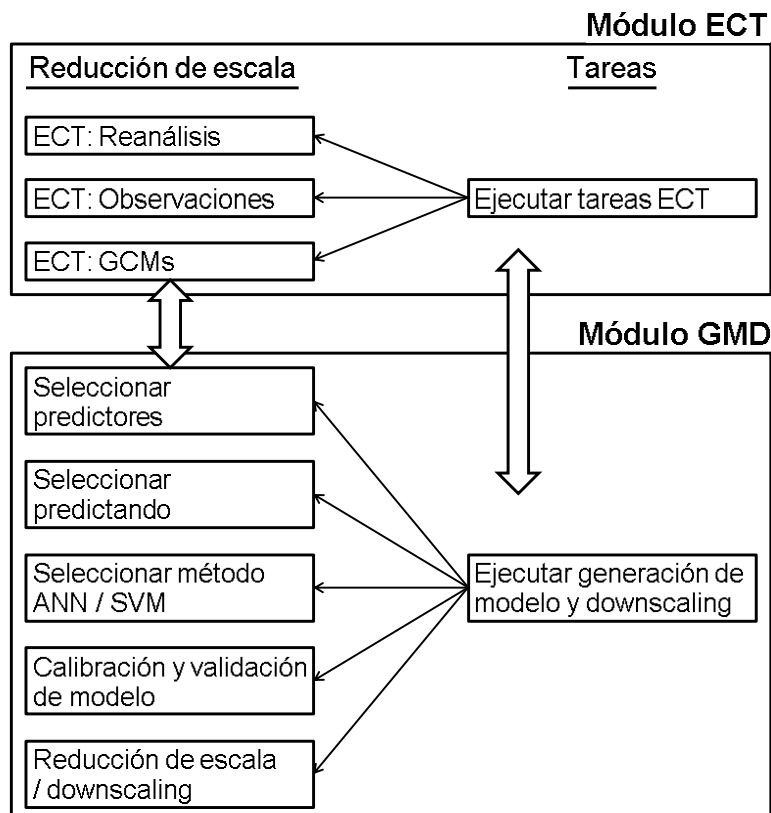 Módulo ECT
Reducción de escala
Tareas
ECT: Reanálisis
ECT: Observaciones
Ejecutar tareas ECT
ECT: GCMs
Módulo GMD
Seleccionar
predictores
Seleccionar
predictando
Seleccionar método
ANN / SVM
Ejecutar generación de
modelo y downscaling
Calibración y validación
de modelo
Reducción de escala
/ downscaling